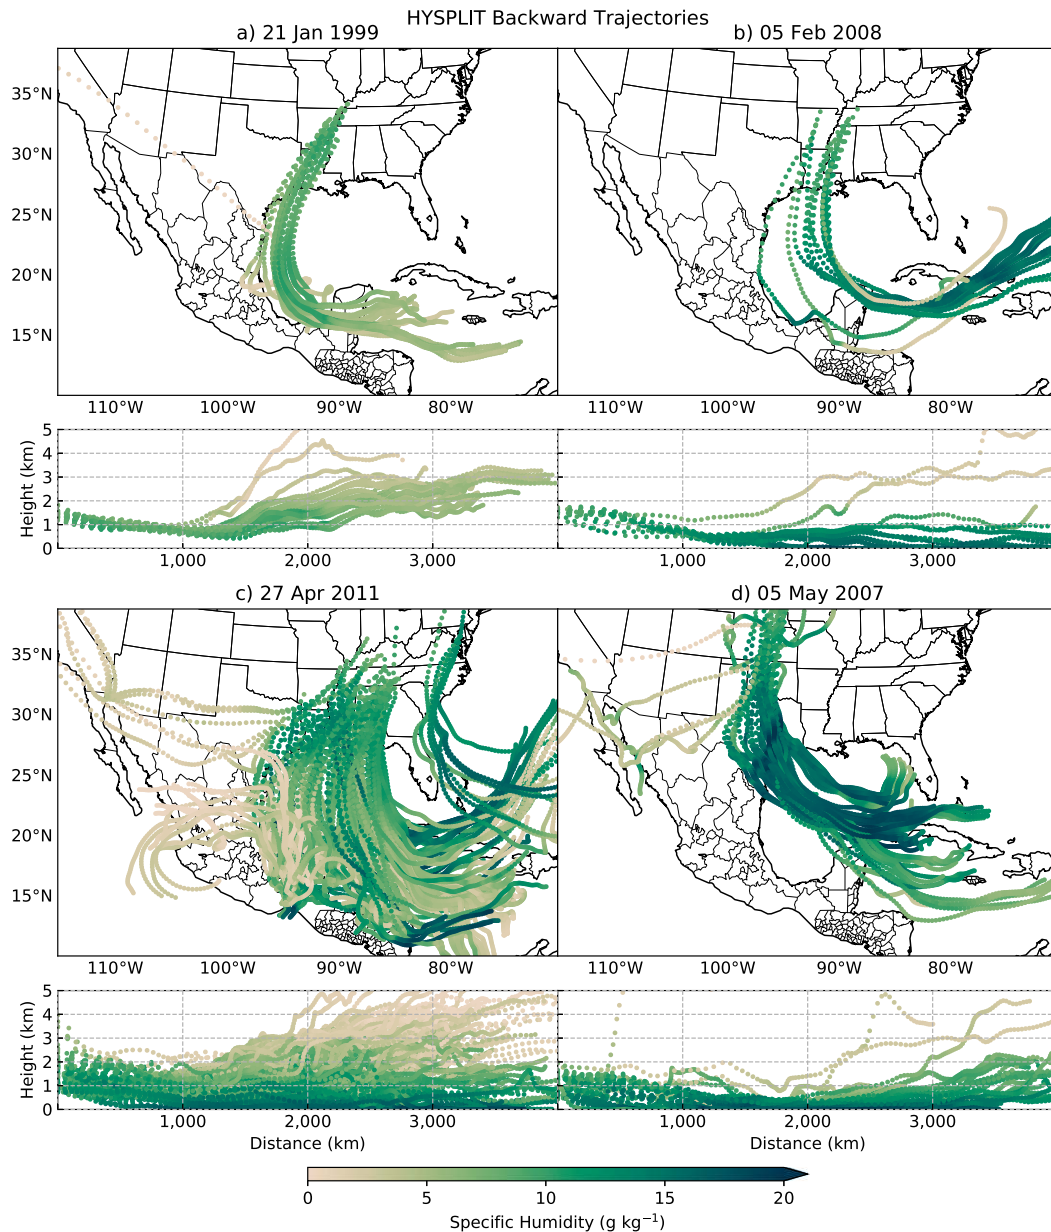 HYSPLIT Backward Trajectories
a) 21 Jan 1999
b) 05 Feb 2008
35°N
30°N
25°N
20°N
15°N
110°W 100°W 90°W 80°W
110°W 100°W 90°W 80°W
Height (km)
5
4
3
2
1
0
1,000 2,000 3,000
1,000 2,000 3,000
c) 27 Apr 2011
d) 05 May 2007
35°N
30°N
25°N
20°N
15°N
110°W 100°W 90°W 80°W
110°W 100°W 90°W 80°W
Height (km)
5
4
3
2
1
0
1,000 2,000 3,000
1,000 2,000 3,000
Distance (km)
Distance (km)
0 5 10 15 20
Specific Humidity (g kg⁻¹)